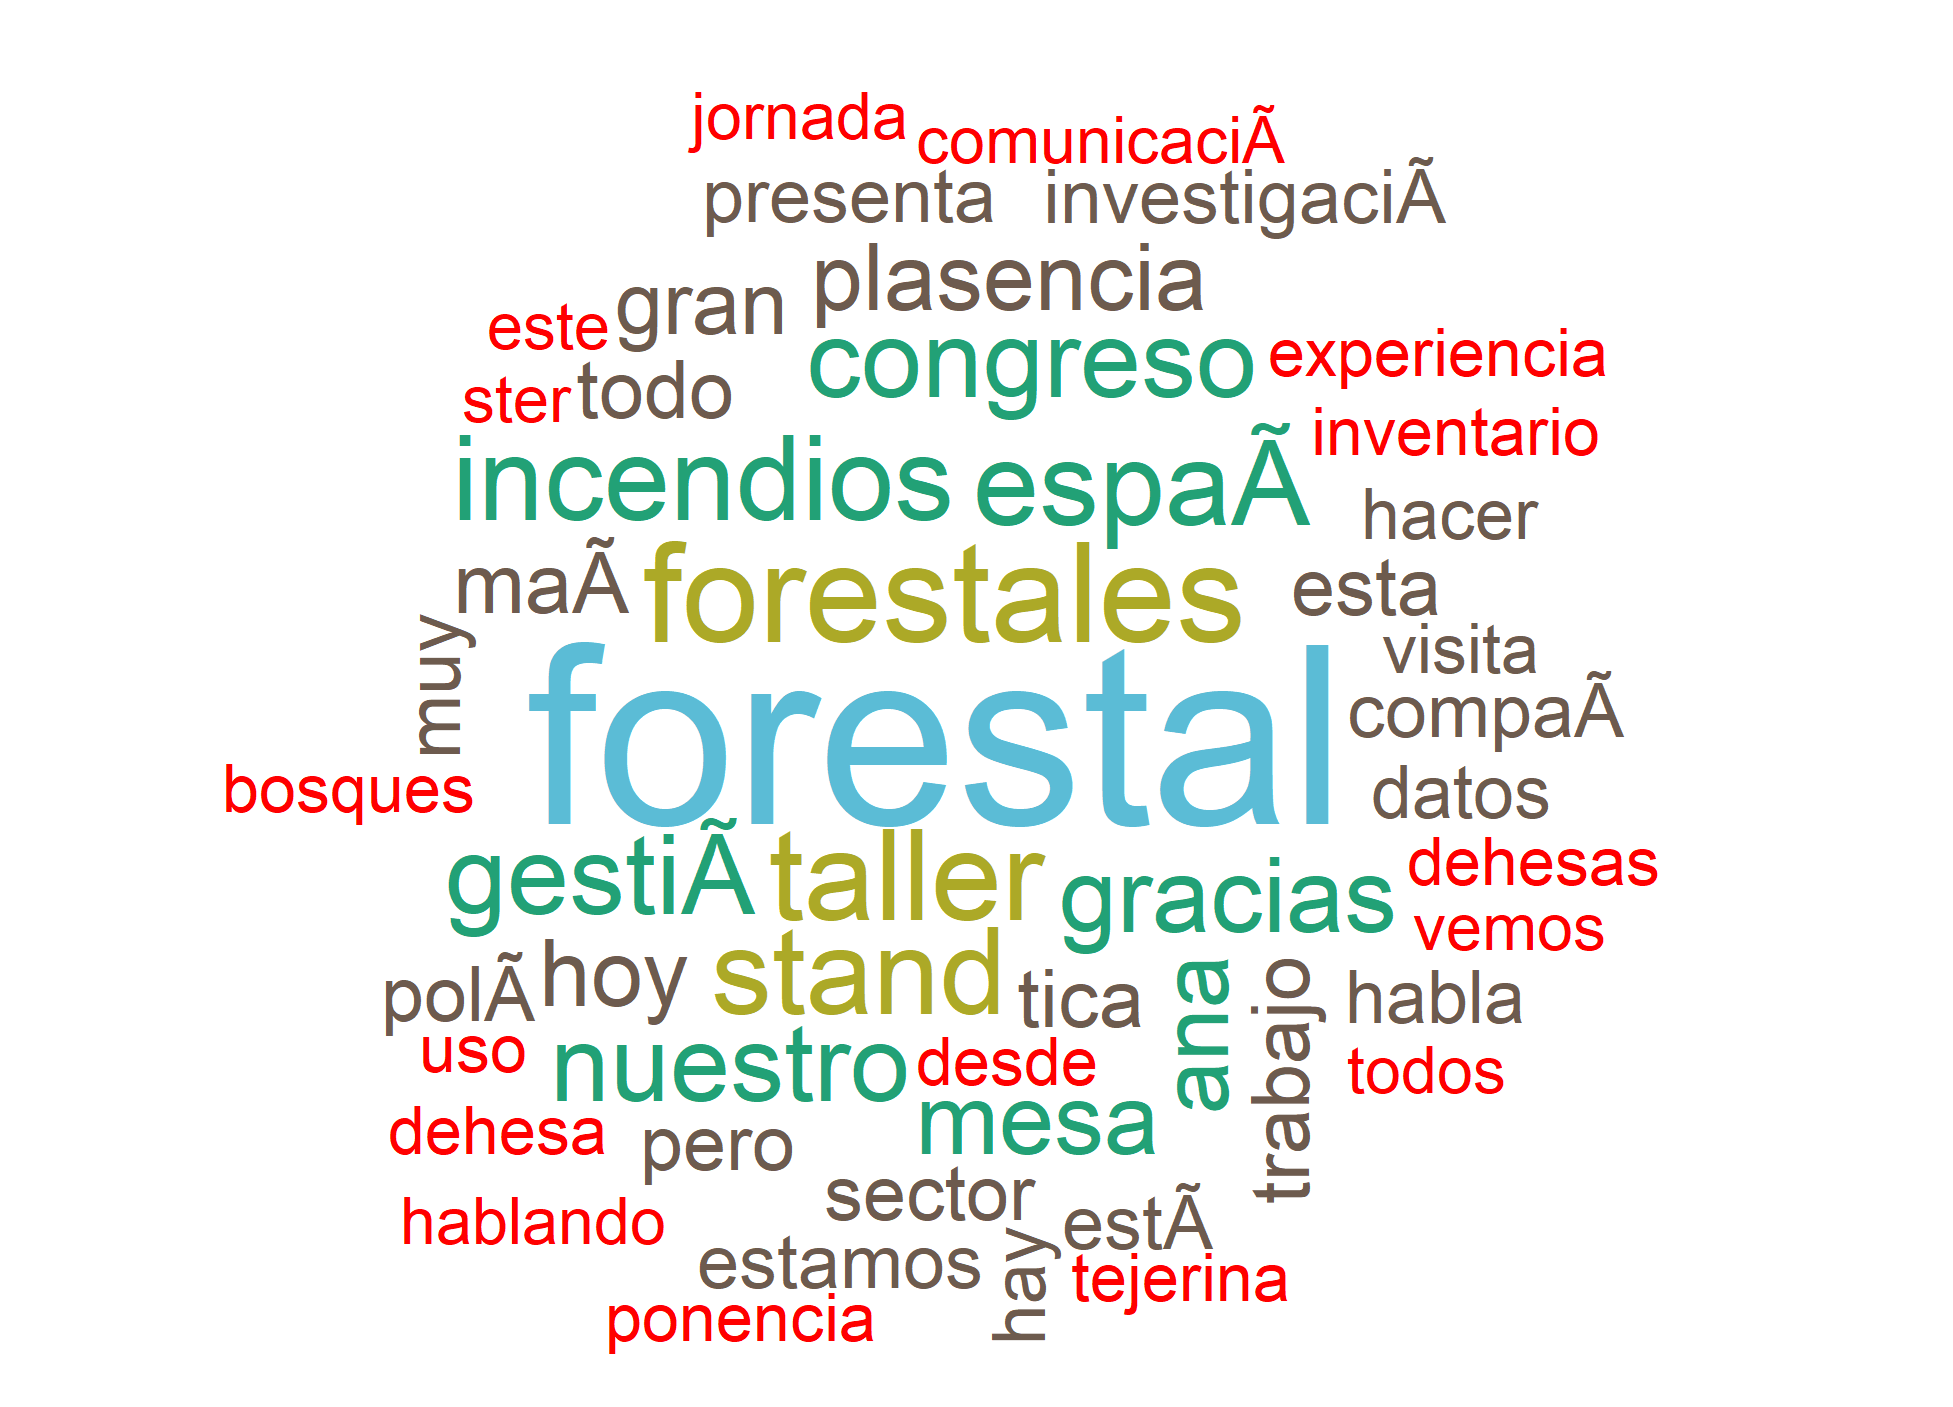 jornada
comunicaciÃ
presenta
investigaciÃ
plasencia
gran
este
congreso
experiencia
todo
ster
inventario
incendios
espaÃ
hacer
maÃ
forestales
esta
muy
visita
forestal
compaÃ
bosques
datos
gestiÃ
taller
gracias
dehesas
vemos
polÃ
hoy
stand
tica
ana
trabajo
habla
uso
nuestro
desde
todos
dehesa
pero
mesa
sector
hablando
estÃ
estamos
hay
tejerina
ponencia